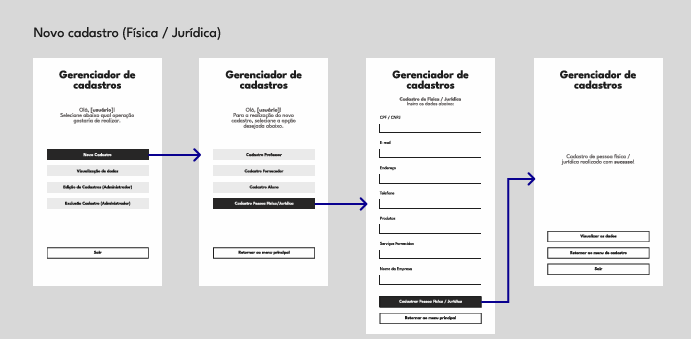 Novo cadastro (Física / Jurídica)
Gerenciador de
cadastros
Olá, [usuário]!
Selecione abaixo qual operação
gostaria de realizar.
Novo Cadastro
Visualização de dados
Edição de Cadastros (Administrador)
Exclusão Cadastro (Administrador)
Sair
Gerenciador de
cadastros
Olá, [usuário]!
Para a realização do novo
cadastro, selecione a opção
desejada abaixo.
Cadastro Professor
Cadastro Fornecedor
Cadastro Aluno
Cadastro Pessoa Física/Jurídica
Retornar ao menu principal
Gerenciador de
cadastros
Cadastro de Física / Jurídica
Insira os dados abaixo:
CPF / CNPJ
E-mail
Endereço
Telefone
Produtos
Serviços Fornecidos
Nome da Empresa
Cadastrar Pessoa Física / Jurídica
Retornar ao menu principal
Gerenciador de
cadastros
Cadastro de pessoa física /
jurídica realizado com sucesso!
Visualizar os dados
Retornar ao menu de cadastro
Sair